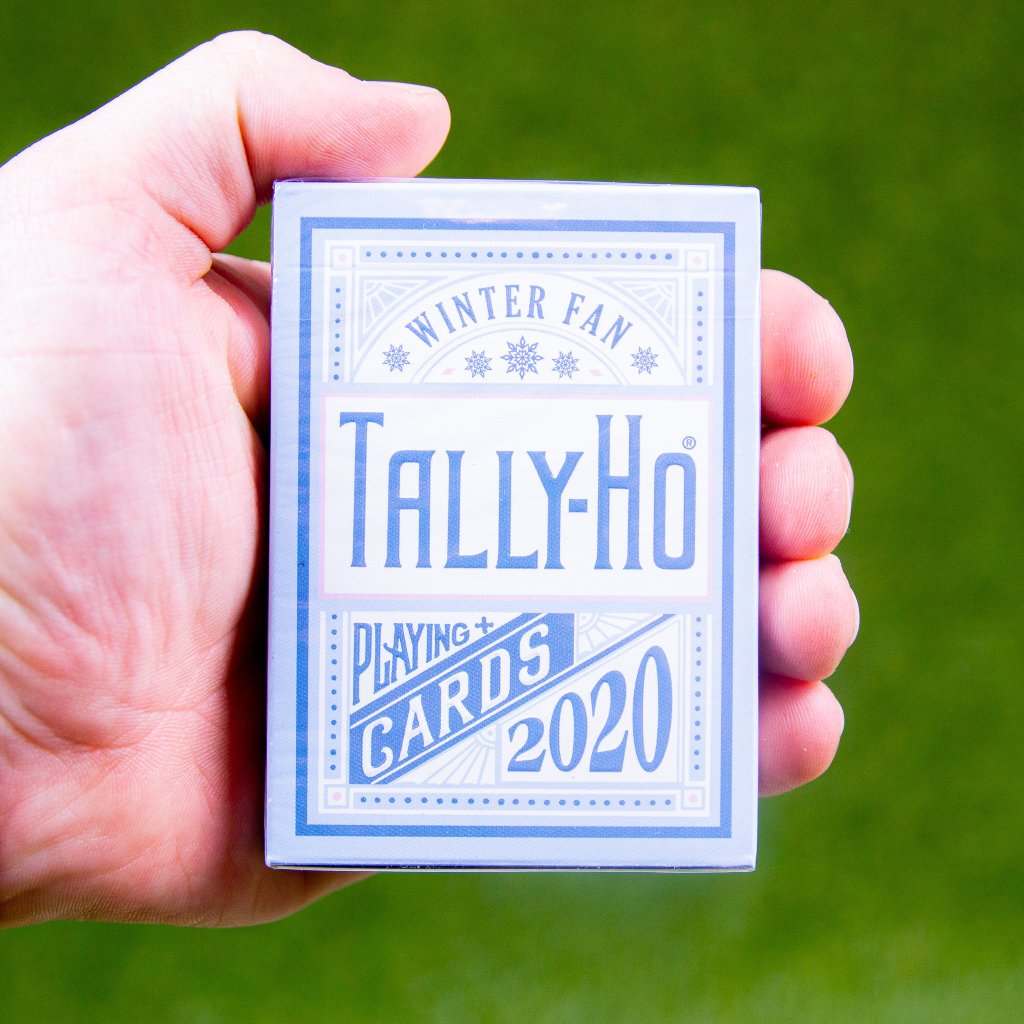 WINTER FAN
TALLY-HO®
PLAYING +
CARDS
2020